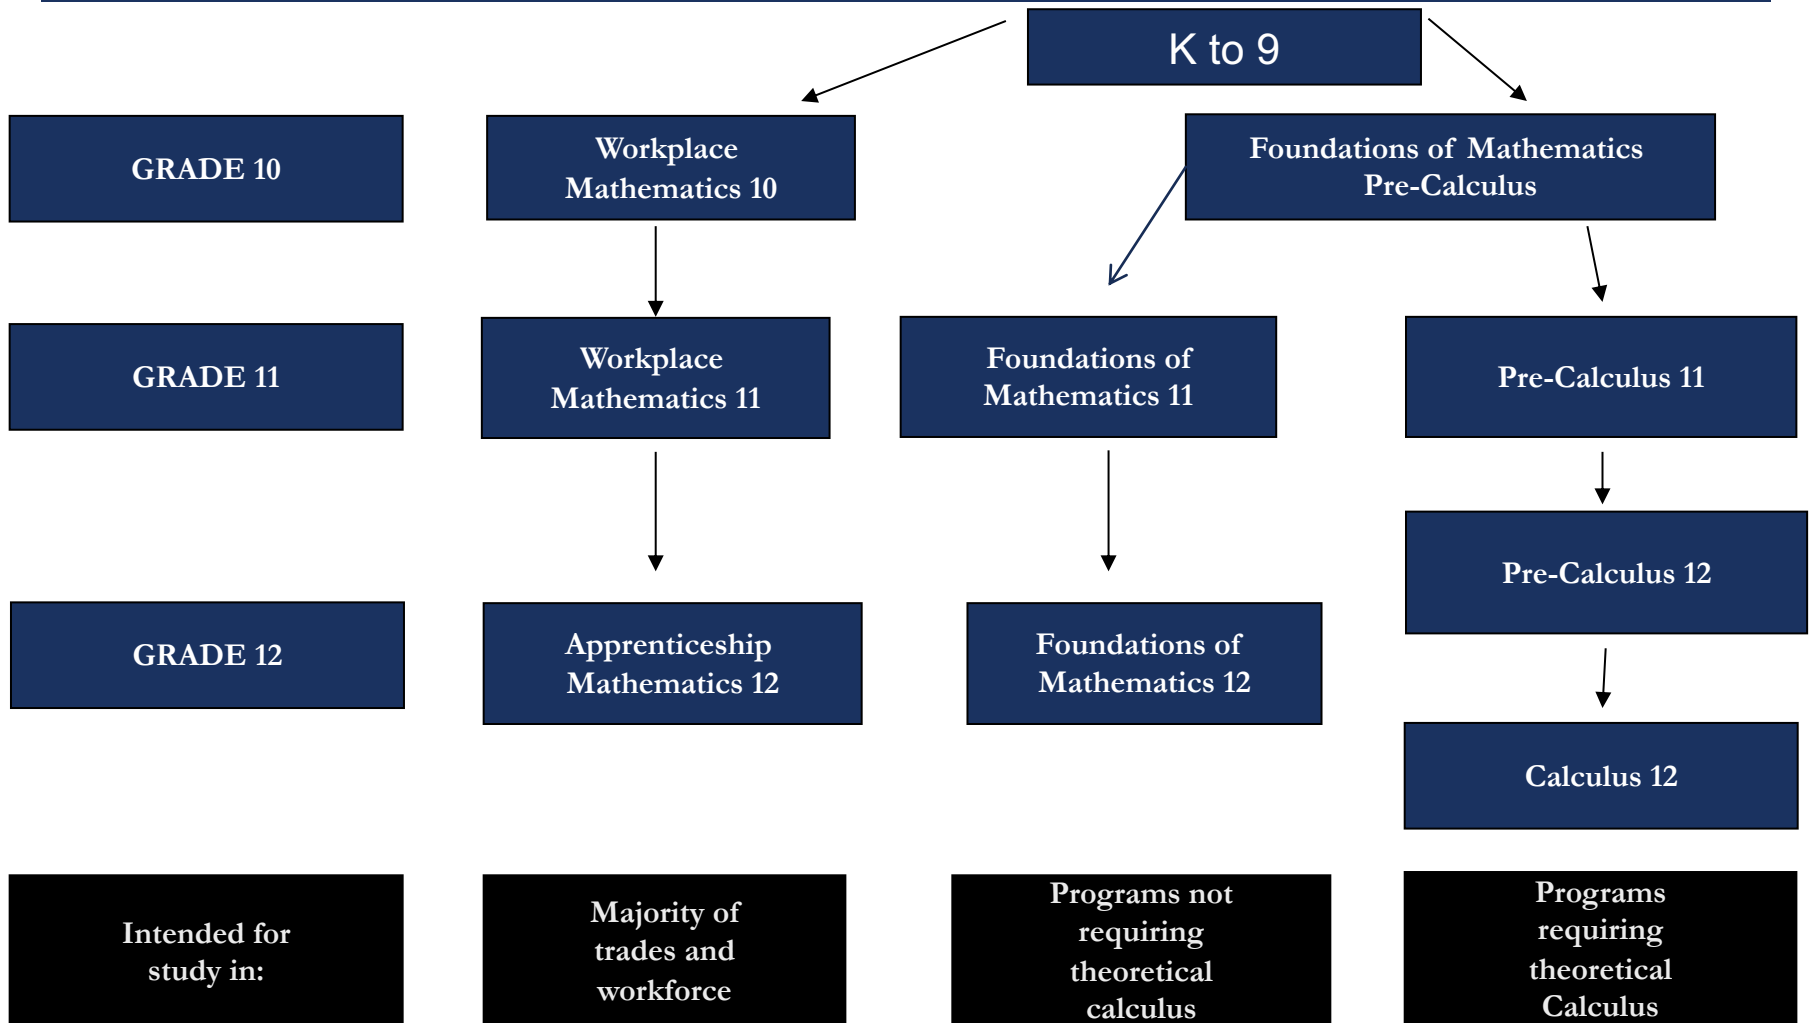 K to 9
GRADE 10
Workplace
Mathematics 10
Foundations of Mathematics
Pre-Calculus
GRADE 11
Workplace
Mathematics 11
Foundations of
Mathematics 11
Pre-Calculus 11
Pre-Calculus 12
GRADE 12
Apprenticeship
Mathematics 12
Foundations of
Mathematics 12
Calculus 12
Intended for
study in:
Majority of
trades and
workforce
Programs not
requiring
theoretical
calculus
Programs
requiring
theoretical
Calculus